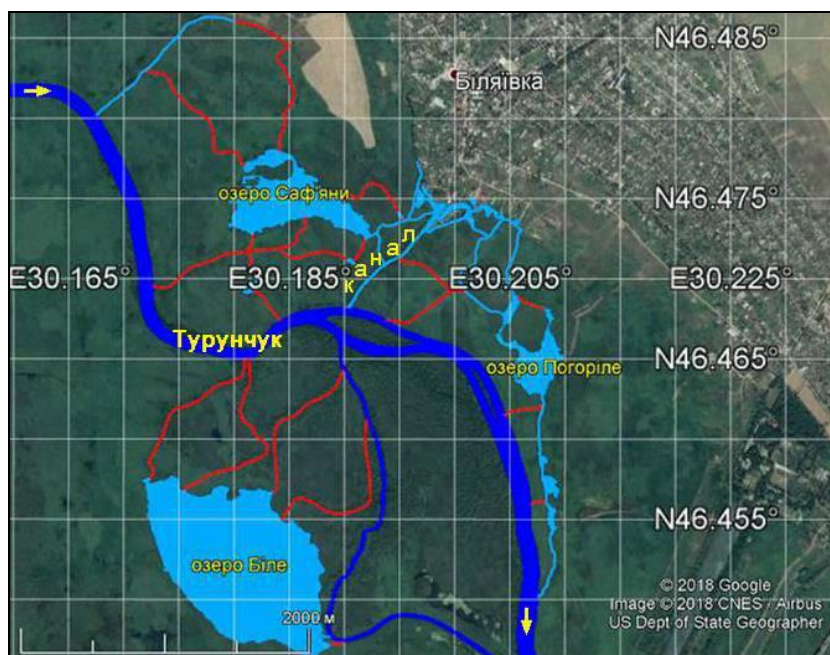 N46.485°
Біляївка
озеро Саф'яни
N46.475°
канал
E30.165°
E30.185°
E30.205°
E30.225°
Турунчук
N46.465°
озеро Погоріле
N46.455°
озеро Біле
2000 м
© 2018 Google
Image © 2018 CNES / Airbus
US Dept of State Geographer